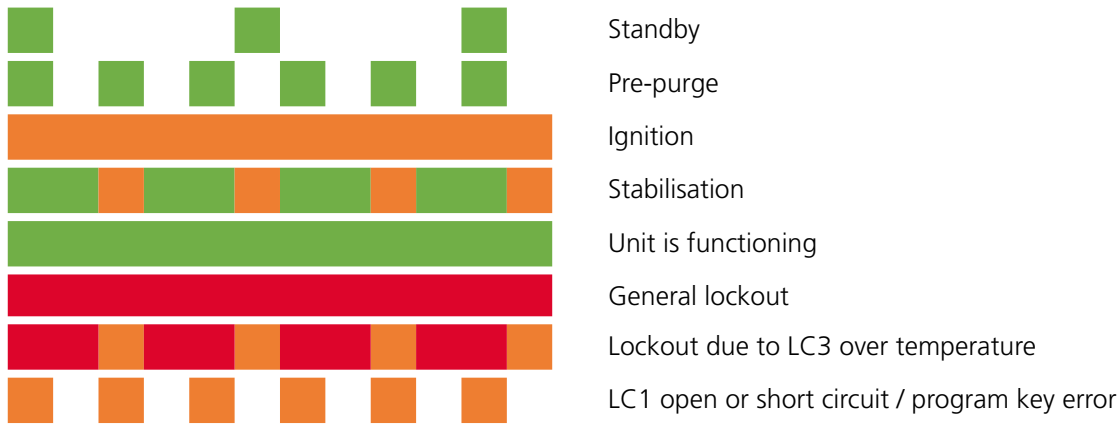 Standby
Pre-purge
Ignition
Stabilisation
Unit is functioning
General lockout
Lockout due to LC3 over temperature
LC1 open or short circuit / program key error